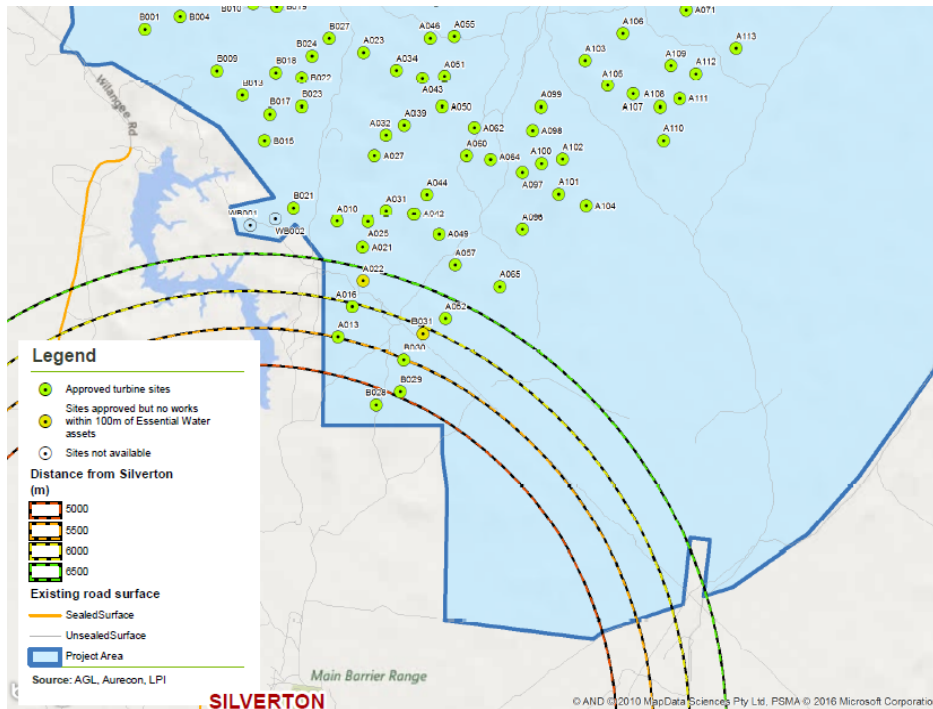 B010
B019
A071
B001
B004
A106
B027
A046
A055
A113
B024
A023
A103
A109
B009
B018
A034
A051
A112
B022
A105
B013
A043
A108
B017
B023
A050
A099
A107
A111
A039
B015
A032
A062
A098
A110
A027
A060
A064
A100
A102
A097
A044
A101
B021
A010
A031
A042
A104
WB001
WB002
A025
A049
A096
A021
A057
A022
A065
A016
A052
A013
B031
B030
B029
B028
Wilangee Rd
Legend
Approved turbine sites
Sites approved but no works
within 100m of Essential Water
assets
Sites not available
Distance from Silverton
(m)
5000
5500
6000
6500
Existing road surface
SealedSurface
UnsealedSurface
Project Area
Source: AGL, Aurecon, LPI
Main Barrier Range
SILVERTON
© AND © 2010 MapData Sciences Pty Ltd, PSMA © 2016 Microsoft Corporatio